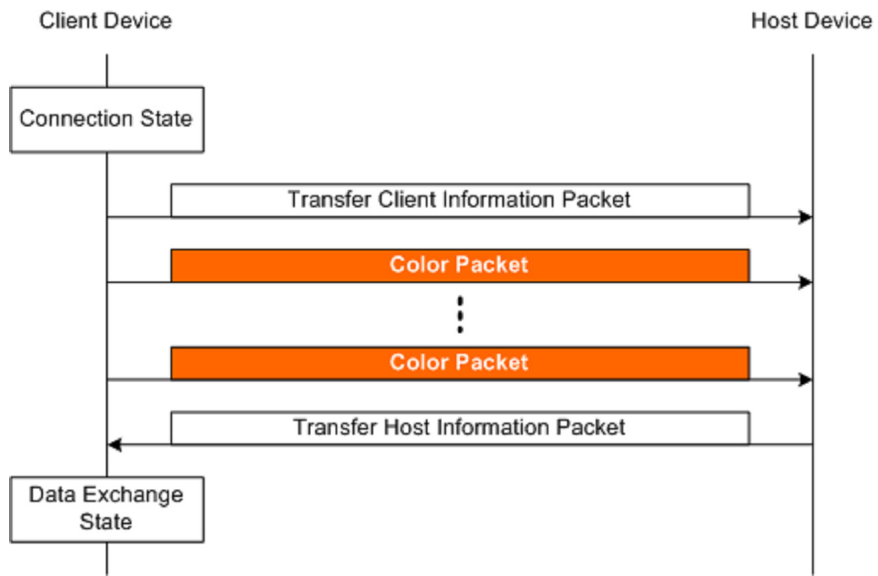 Client Device
Host Device
Connection State
Transfer Client Information Packet
Color Packet
Color Packet
Transfer Host Information Packet
Data Exchange
State